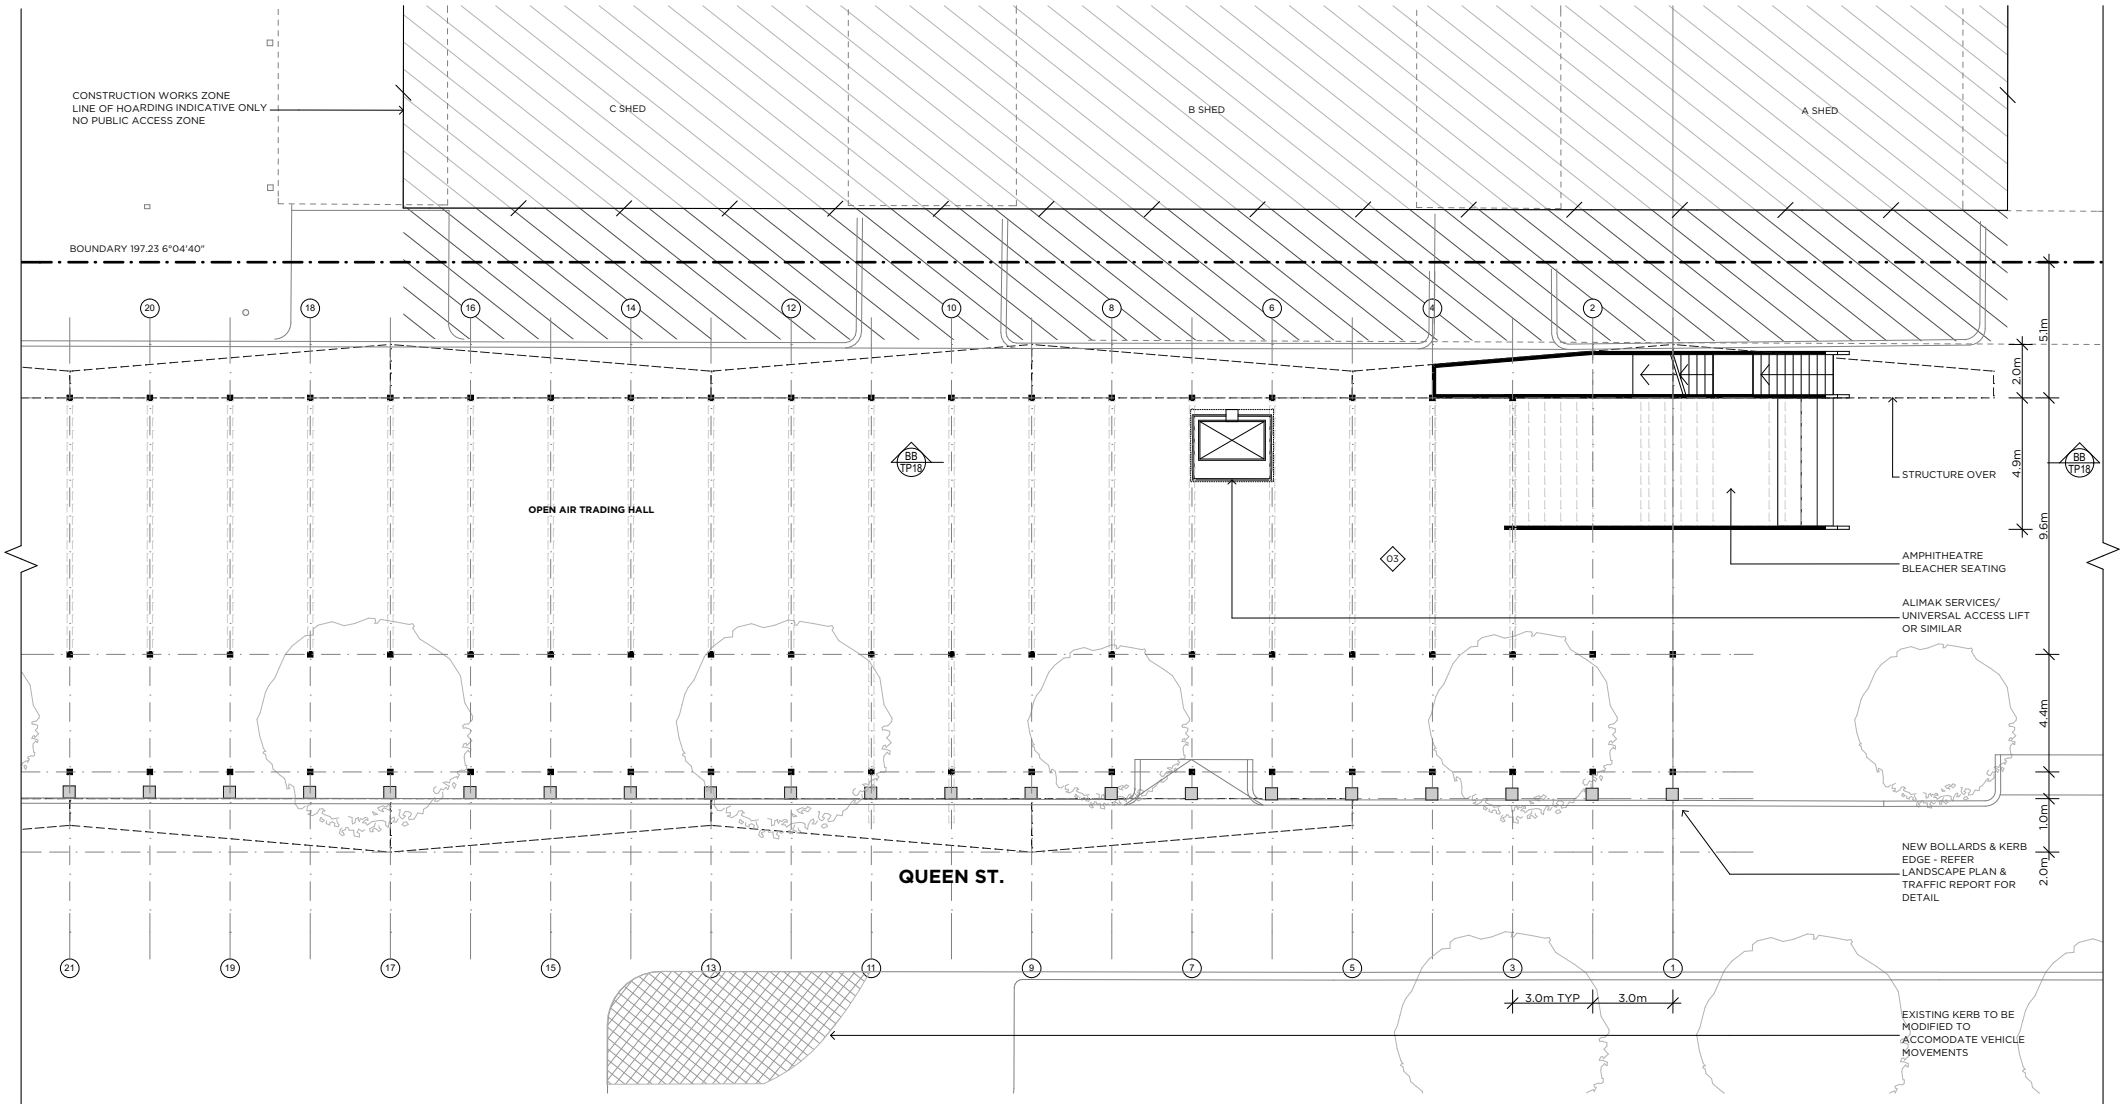 CONSTRUCTION WORKS ZONE
LINE OF HOARDING INDICATIVE ONLY
NO PUBLIC ACCESS ZONE
C SHED
B SHED
A SHED
BOUNDARY 197.23 6°04'40"
20
18
16
14
12
10
8
6
4
2
5.1m
2.0m
4.9m
9.6m
4.4m
1.0m
2.0m
BB
TP18
BB
TP18
STRUCTURE OVER
OPEN AIR TRADING HALL
03
AMPHITHEATRE
BLEACHER SEATING
ALIMAK SERVICES/
UNIVERSAL ACCESS LIFT
OR SIMILAR
NEW BOLLARDS & KERB
EDGE - REFER
LANDSCAPE PLAN &
TRAFFIC REPORT FOR
DETAIL
QUEEN ST.
21
19
17
15
13
11
9
7
5
3
1
3.0m TYP
3.0m
EXISTING KERB TO BE
MODIFIED TO
ACCOMODATE VEHICLE
MOVEMENTS